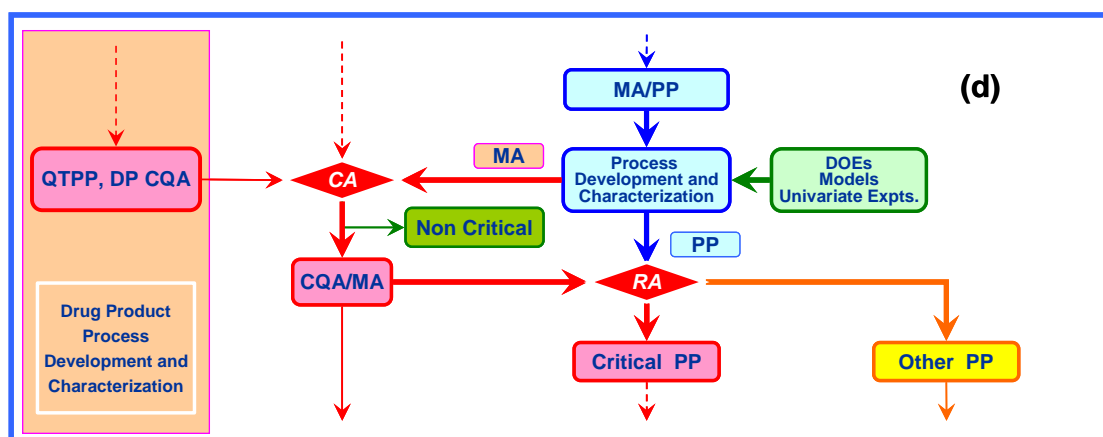 (d)
MA/PP
MA
QTPP, DP CQA
CA
Process
Development and
Characterization
DOEs
Models
Univariate Expts.
Non Critical
PP
CQA/MA
RA
Drug Product
Process
Development and
Characterization
Critical PP
Other PP